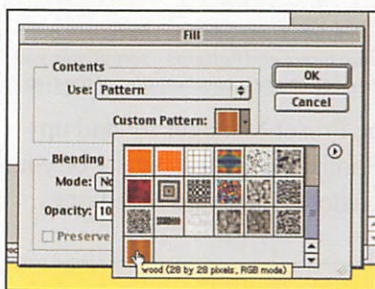 Fill
Contents
Use: Pattern
OK
Cancel
Custom Pattern:
Blending
Mode:
Opacity: 10
Preserve
wood (28 by 28 pixels, RGB mode)